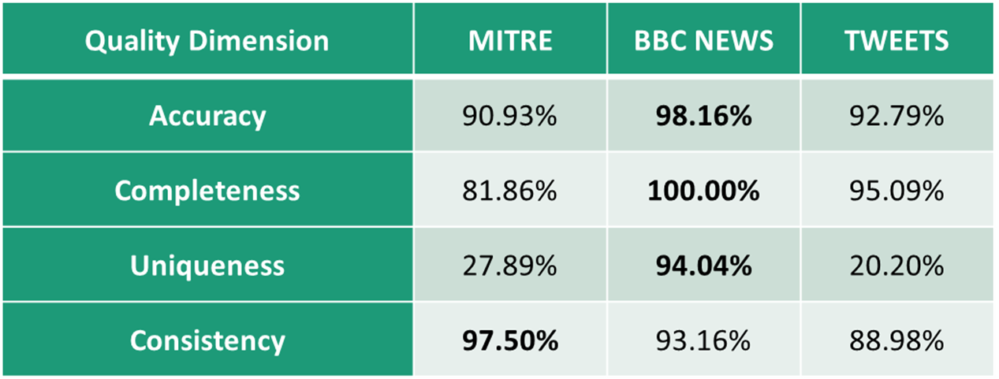 Quality Dimension MITRE BBC NEWS TWEETS
Accuracy 90.93% 98.16% 92.79%
Completeness 81.86% 100.00% 95.09%
Uniqueness 27.89% 94.04% 20.20%
Consistency 97.50% 93.16% 88.98%